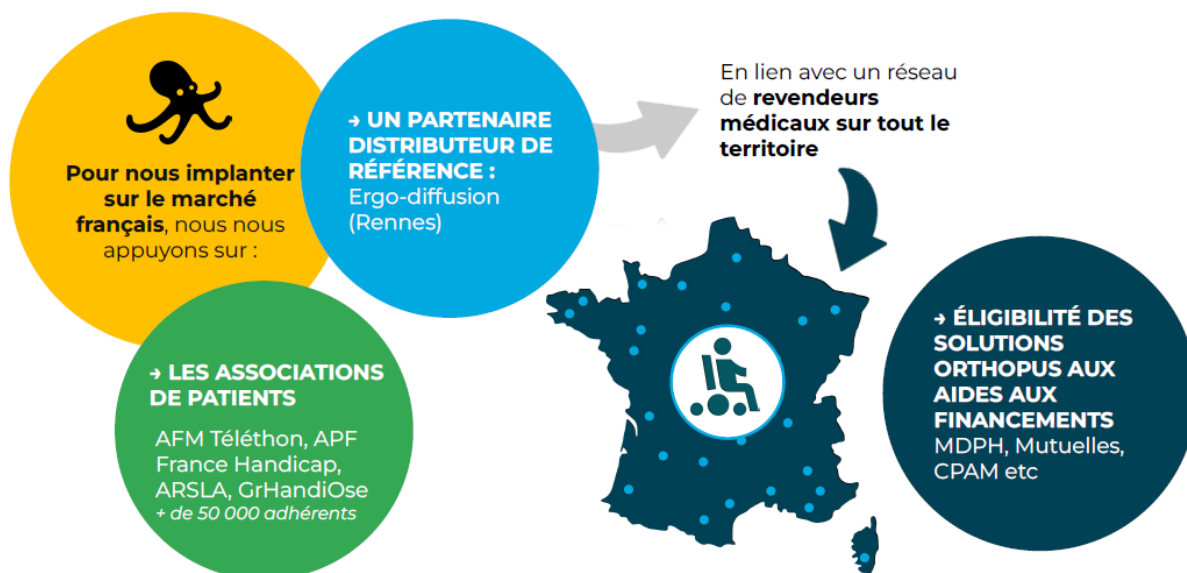 Pour nous implanter
sur le marché
français, nous nous
appuyons sur :
→ UN PARTENAIRE
DISTRIBUTEUR DE
RÉFÉRENCE :
Ergo-diffusion
(Rennes)
En lien avec un réseau
de revendeurs
médicaux sur tout le
territoire
→ LES ASSOCIATIONS
DE PATIENTS
AFM Téléthon, APF
France Handicap,
ARSLA, GrHandiOse
+ de 50 000 adhérents
→ ÉLIGIBILITÉ DES
SOLUTIONS
ORTHOPUS AUX
AIDES AUX
FINANCEMENTS
MDPH, Mutuelles,
CPAM etc